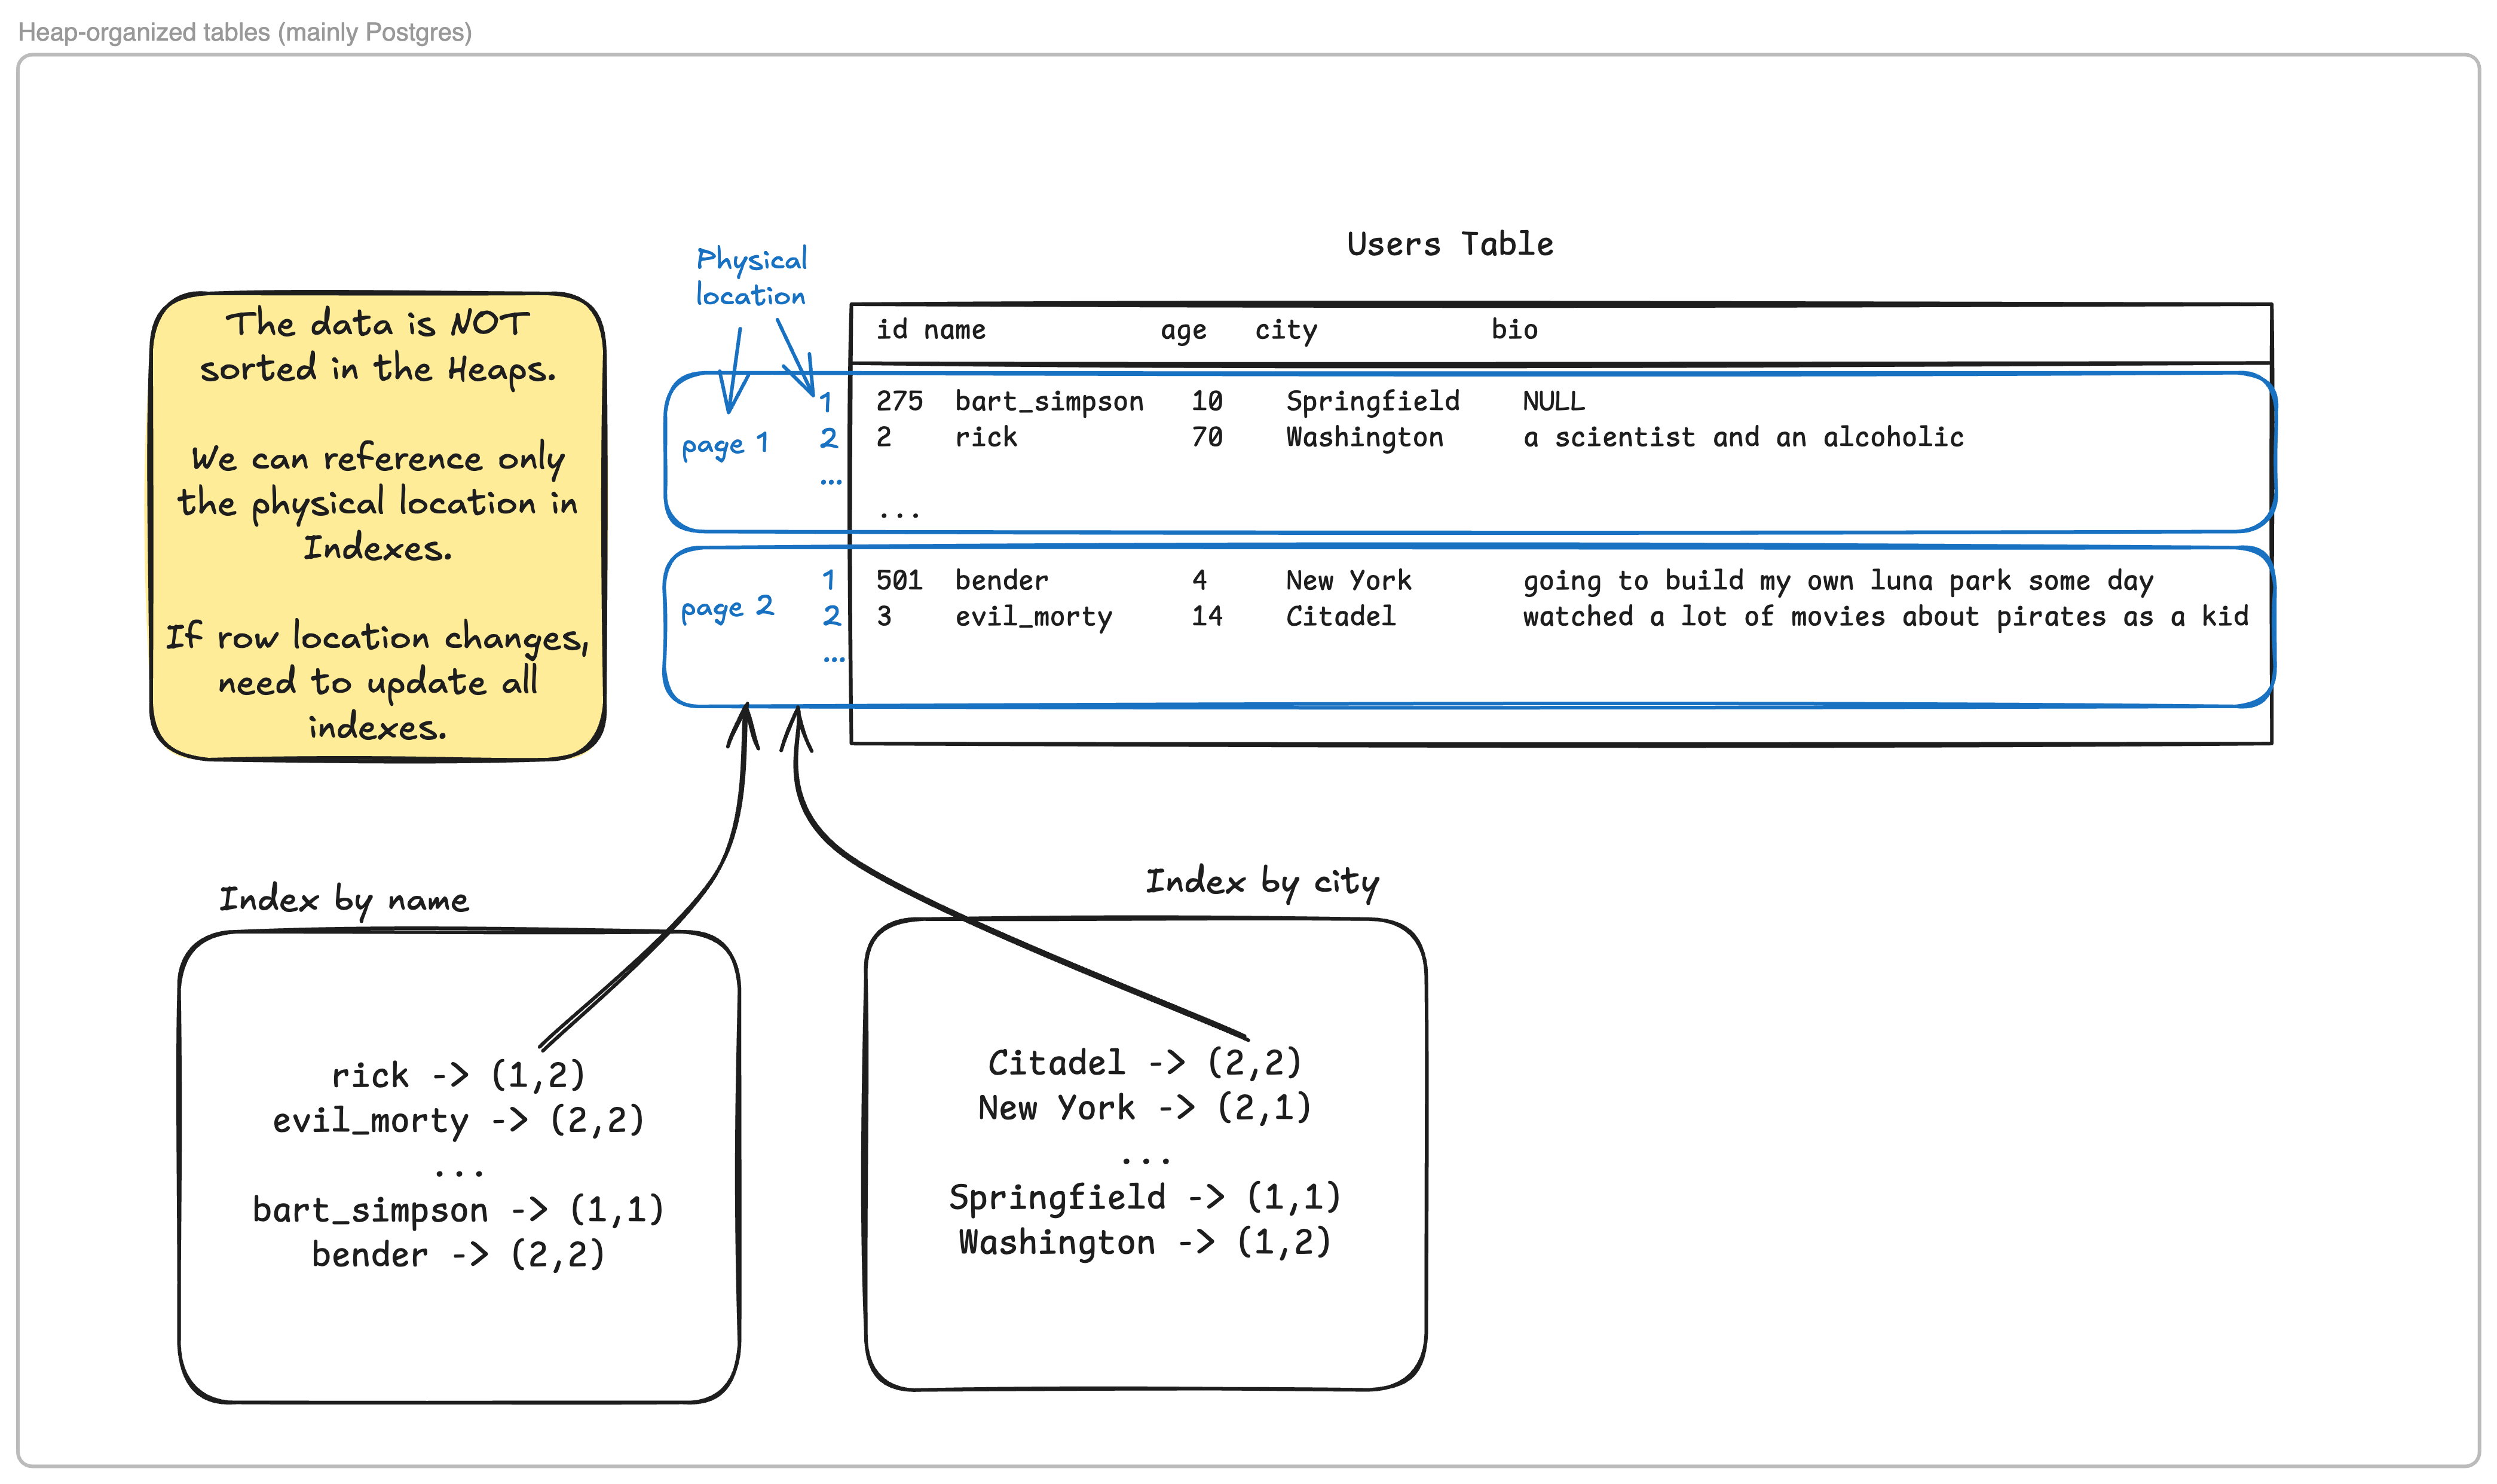 Heap-organized tables (mainly Postgres)
The data is NOT
sorted in the Heaps.
We can reference only
the physical location in
Indexes.
If row location changes,
need to update all
indexes.
Physical
location
Users Table
id name age city bio
page 1
1 275 bart_simpson 10 Springfield NULL
2 2 rick 70 Washington a scientist and an alcoholic
...
...
page 2
1 501 bender 4 New York going to build my own luna park some day
2 3 evil_morty 14 Citadel watched a lot of movies about pirates as a kid
...
Index by name
rick -> (1,2)
evil_morty -> (2,2)
...
bart_simpson -> (1,1)
bender -> (2,2)
Index by city
Citadel -> (2,2)
New York -> (2,1)
...
Springfield -> (1,1)
Washington -> (1,2)